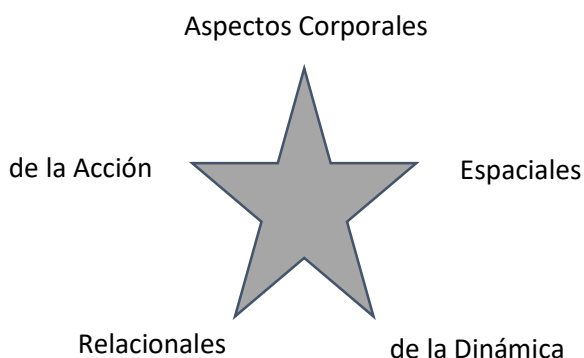 Aspectos Corporales
de la Acción
Espaciales
Relacionales
de la Dinámica